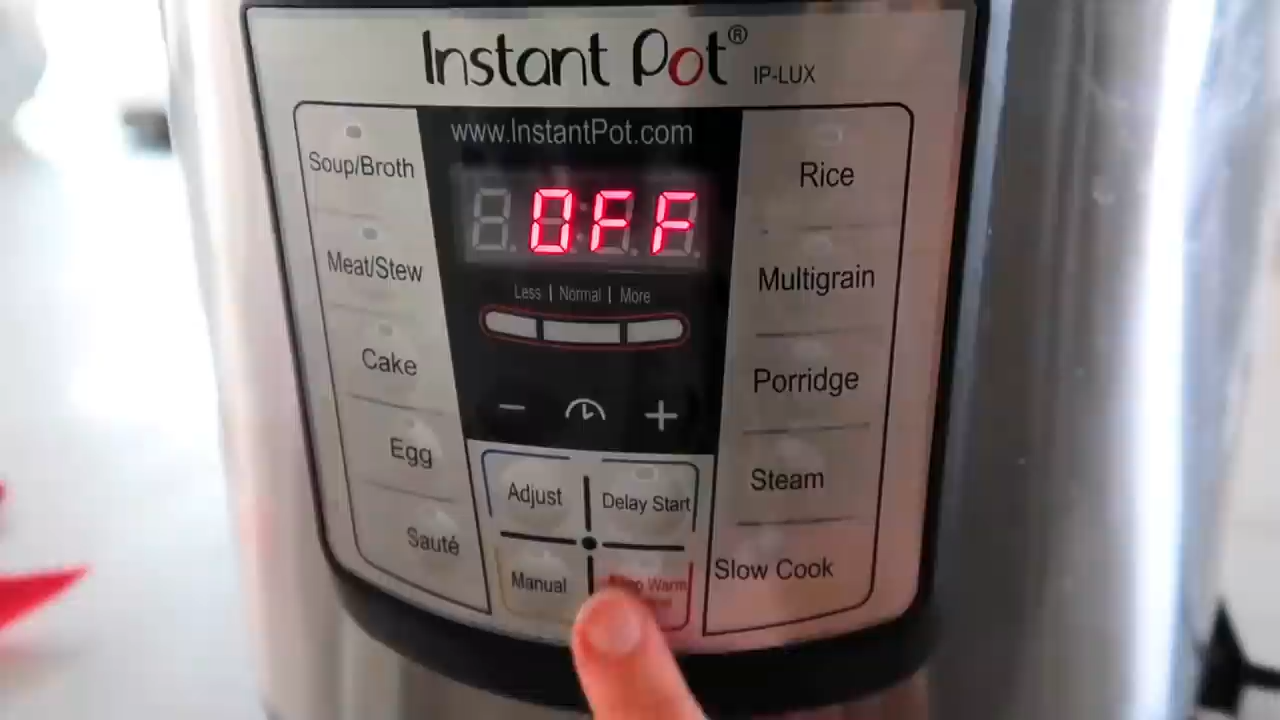 Instant Pot® IP-LUX
www.InstantPot.com
OFF
Less | Normal | More
− +
Soup/Broth
Meat/Stew
Cake
Egg
Sauté
Rice
Multigrain
Porridge
Steam
Slow Cook
Adjust
Delay Start
Manual
Warm